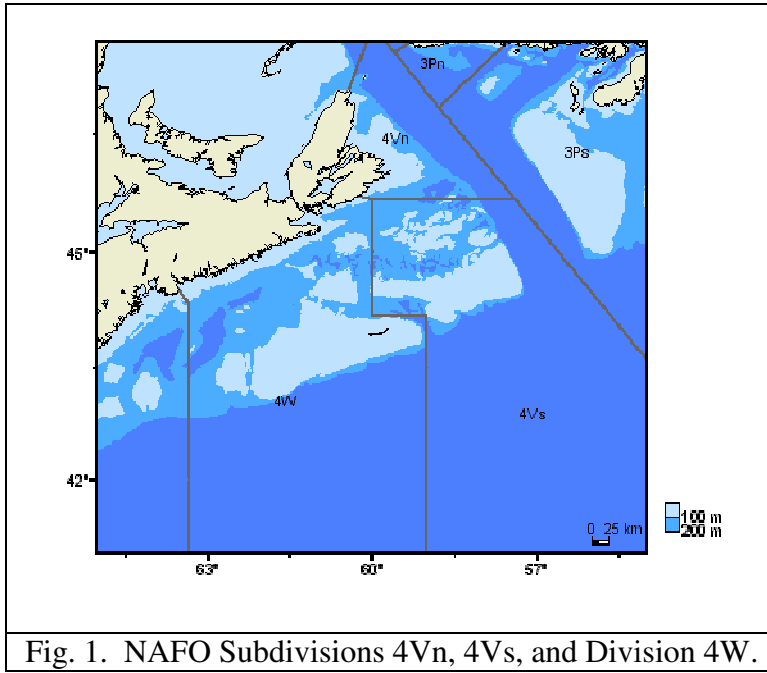 3Pn
4Vn
3Ps
45°
4W
4Vs
42°
0 25 km
100 m
200 m
63° 60° 57°
Fig. 1. NAFO Subdivisions 4Vn, 4Vs, and Division 4W.